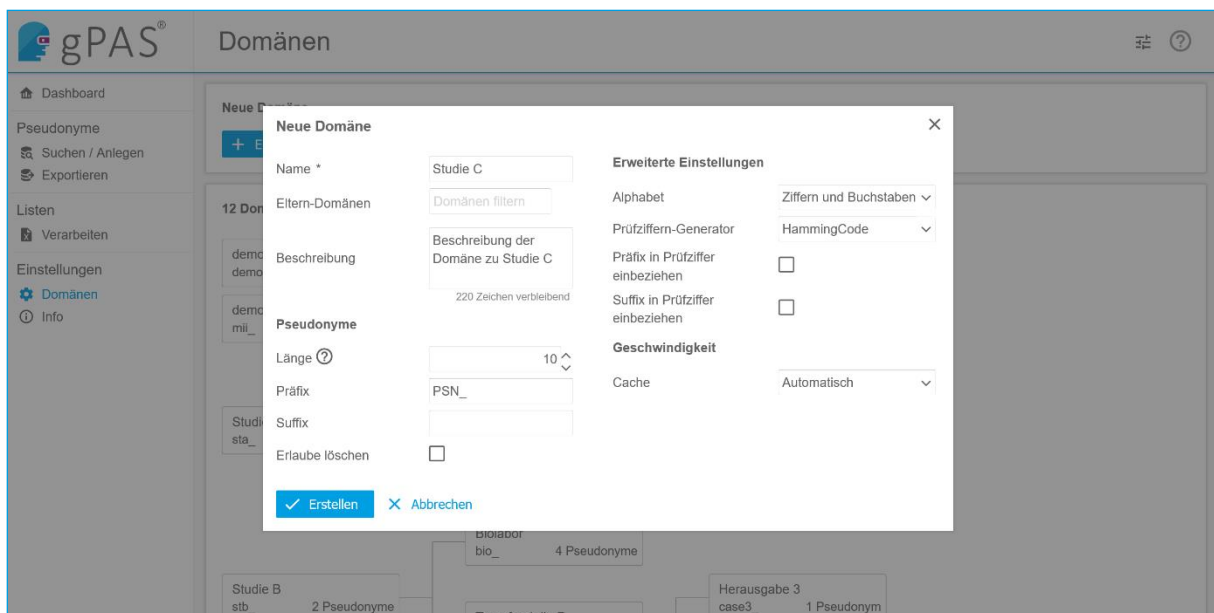 gPAS®
Domänen
Dashboard
Pseudonyme
Suchen / Anlegen
Exportieren
Listen
Verarbeiten
Einstellungen
Domänen
Info
Neue
+ E
12
demo
demo
mii_
Studi
sta_
Neue Domäne
Name *
Studie C
Eltern-Domänen
Domänen filtern
Beschreibung
Beschreibung der
Domäne zu Studie C
220 Zeichen verbleibend
Pseudonyme
Länge
10
Präfix
PSN_
Suffix
Erlaube löschen
Erstellen
Abbrechen
Erweiterte Einstellungen
Alphabet
Ziffern und Buchstaben
Prüfziffern-Generator
HammingCode
Präfix in Prüfziffer
einbeziehen
Suffix in Prüfziffer
einbeziehen
Geschwindigkeit
Cache
Automatisch
Biolabor
bio_ 4 Pseudonyme
Studie B
stb_ 2 Pseudonyme
Herausgabe 3
case3_ 1 Pseudonym